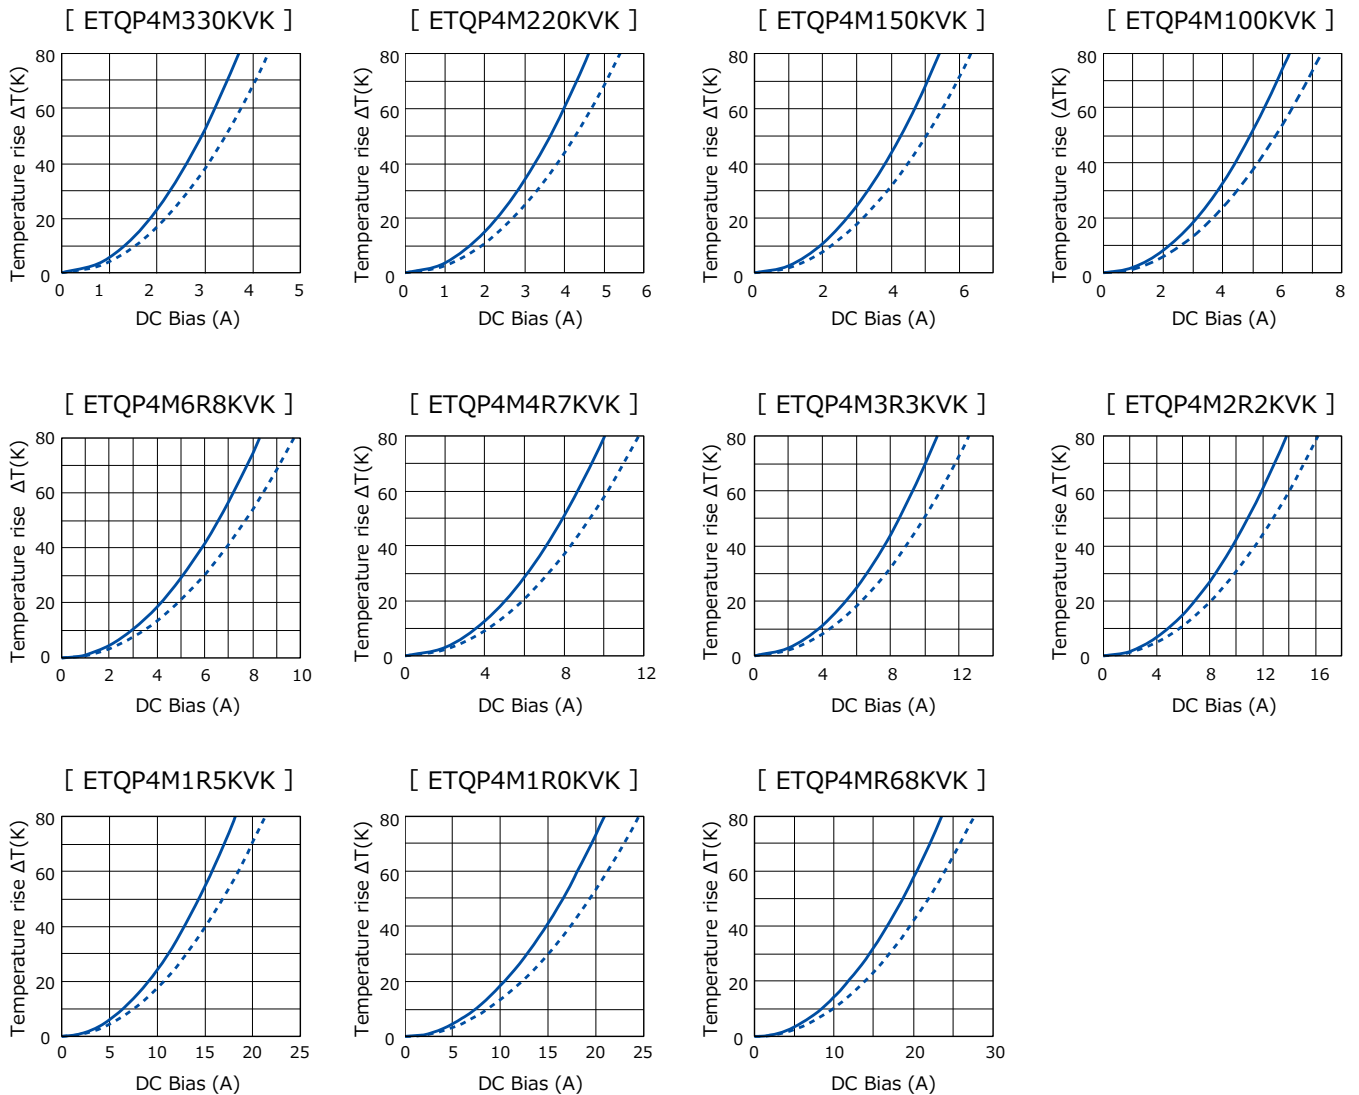 [ ETQP4M330KVK ]
Temperature rise ΔT(K)
80
60
40
20
0
0 1 2 3 4 5
DC Bias (A)
[ ETQP4M220KVK ]
Temperature rise ΔT(K)
80
60
40
20
0
0 1 2 3 4 5 6
DC Bias (A)
[ ETQP4M150KVK ]
Temperature rise ΔT(K)
80
60
40
20
0
0 2 4 6
DC Bias (A)
[ ETQP4M100KVK ]
Temperature rise (ΔTK)
80
60
40
20
0
0 2 4 6 8
DC Bias (A)
[ ETQP4M6R8KVK ]
Temperature rise ΔT(K)
80
60
40
20
0
0 2 4 6 8 10
DC Bias (A)
[ ETQP4M4R7KVK ]
Temperature rise ΔT(K)
80
60
40
20
0
0 4 8 12
DC Bias (A)
[ ETQP4M3R3KVK ]
Temperature rise ΔT(K)
80
60
40
20
0
0 4 8 12
DC Bias (A)
[ ETQP4M2R2KVK ]
Temperature rise ΔT(K)
80
60
40
20
0
0 4 8 12 16
DC Bias (A)
[ ETQP4M1R5KVK ]
Temperature rise ΔT(K)
80
60
40
20
0
0 5 10 15 20 25
DC Bias (A)
[ ETQP4M1R0KVK ]
Temperature rise ΔT(K)
80
60
40
20
0
0 5 10 15 20 25
DC Bias (A)
[ ETQP4MR68KVK ]
Temperature rise ΔT(K)
80
60
40
20
0
0 10 20 30
DC Bias (A)